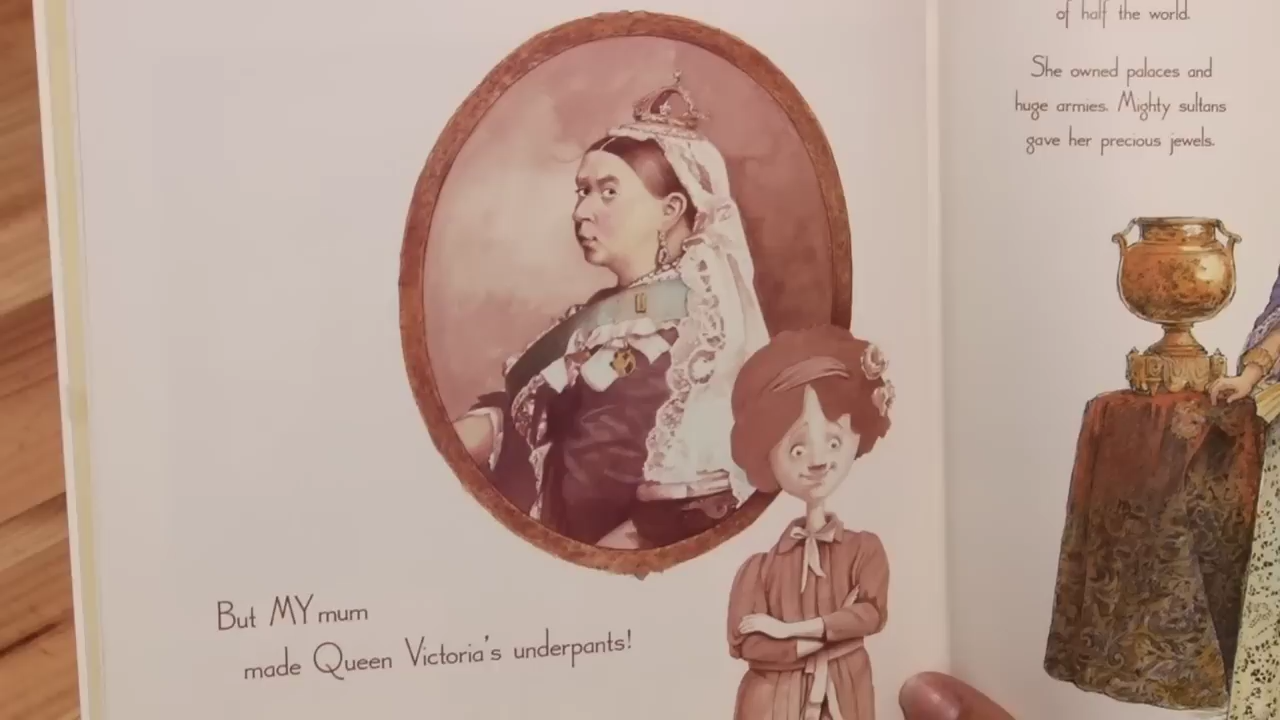 But MY mum
made Queen Victoria's underpants!
of half the world.
She owned palaces and
huge armies. Mighty sultans
gave her precious jewels.